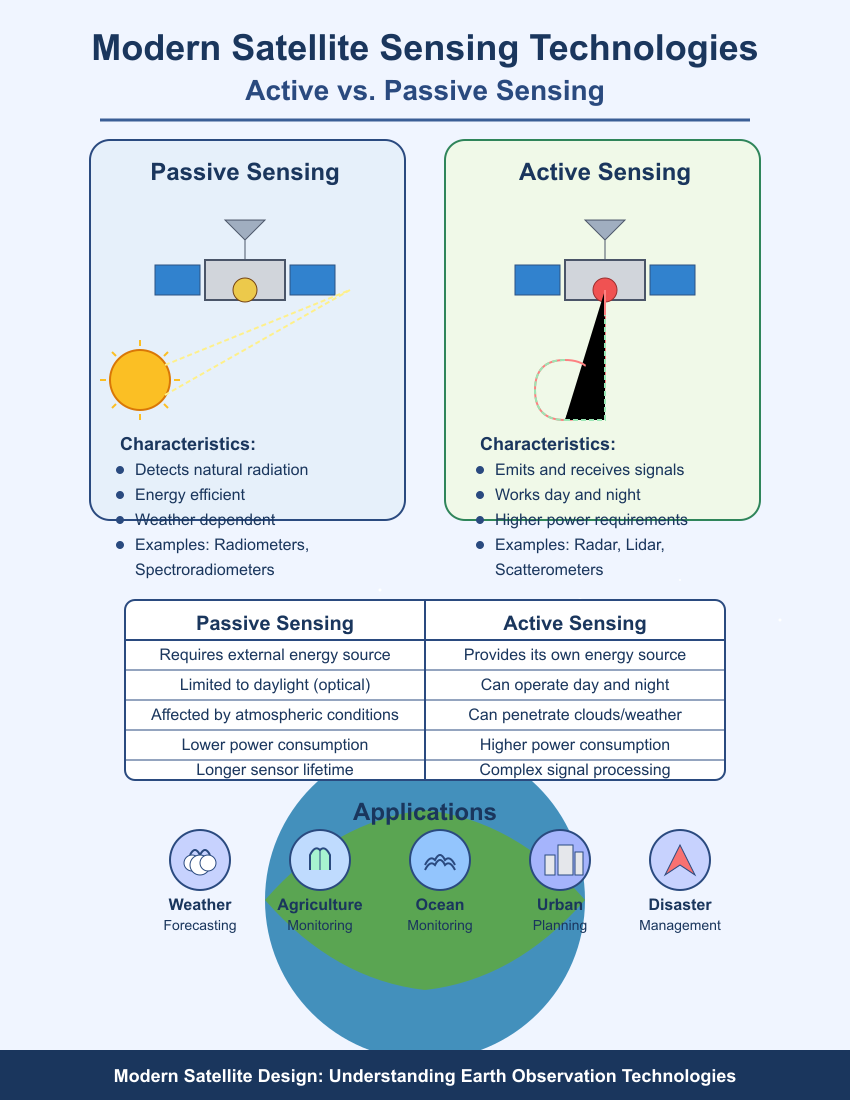 Modern Satellite Sensing Technologies
Active vs. Passive Sensing
Passive Sensing
Characteristics:
Detects natural radiation
Energy efficient
Weather dependent
Examples: Radiometers,
Spectroradiometers
Active Sensing
Characteristics:
Emits and receives signals
Works day and night
Higher power requirements
Examples: Radar, Lidar,
Scatterometers
Passive Sensing Active Sensing
Requires external energy source Provides its own energy source
Limited to daylight (optical) Can operate day and night
Affected by atmospheric conditions Can penetrate clouds/weather
Lower power consumption Higher power consumption
Longer sensor lifetime Complex signal processing
Applications
Weather Agriculture Ocean Urban Disaster
Forecasting Monitoring Monitoring Planning Management
Modern Satellite Design: Understanding Earth Observation Technologies